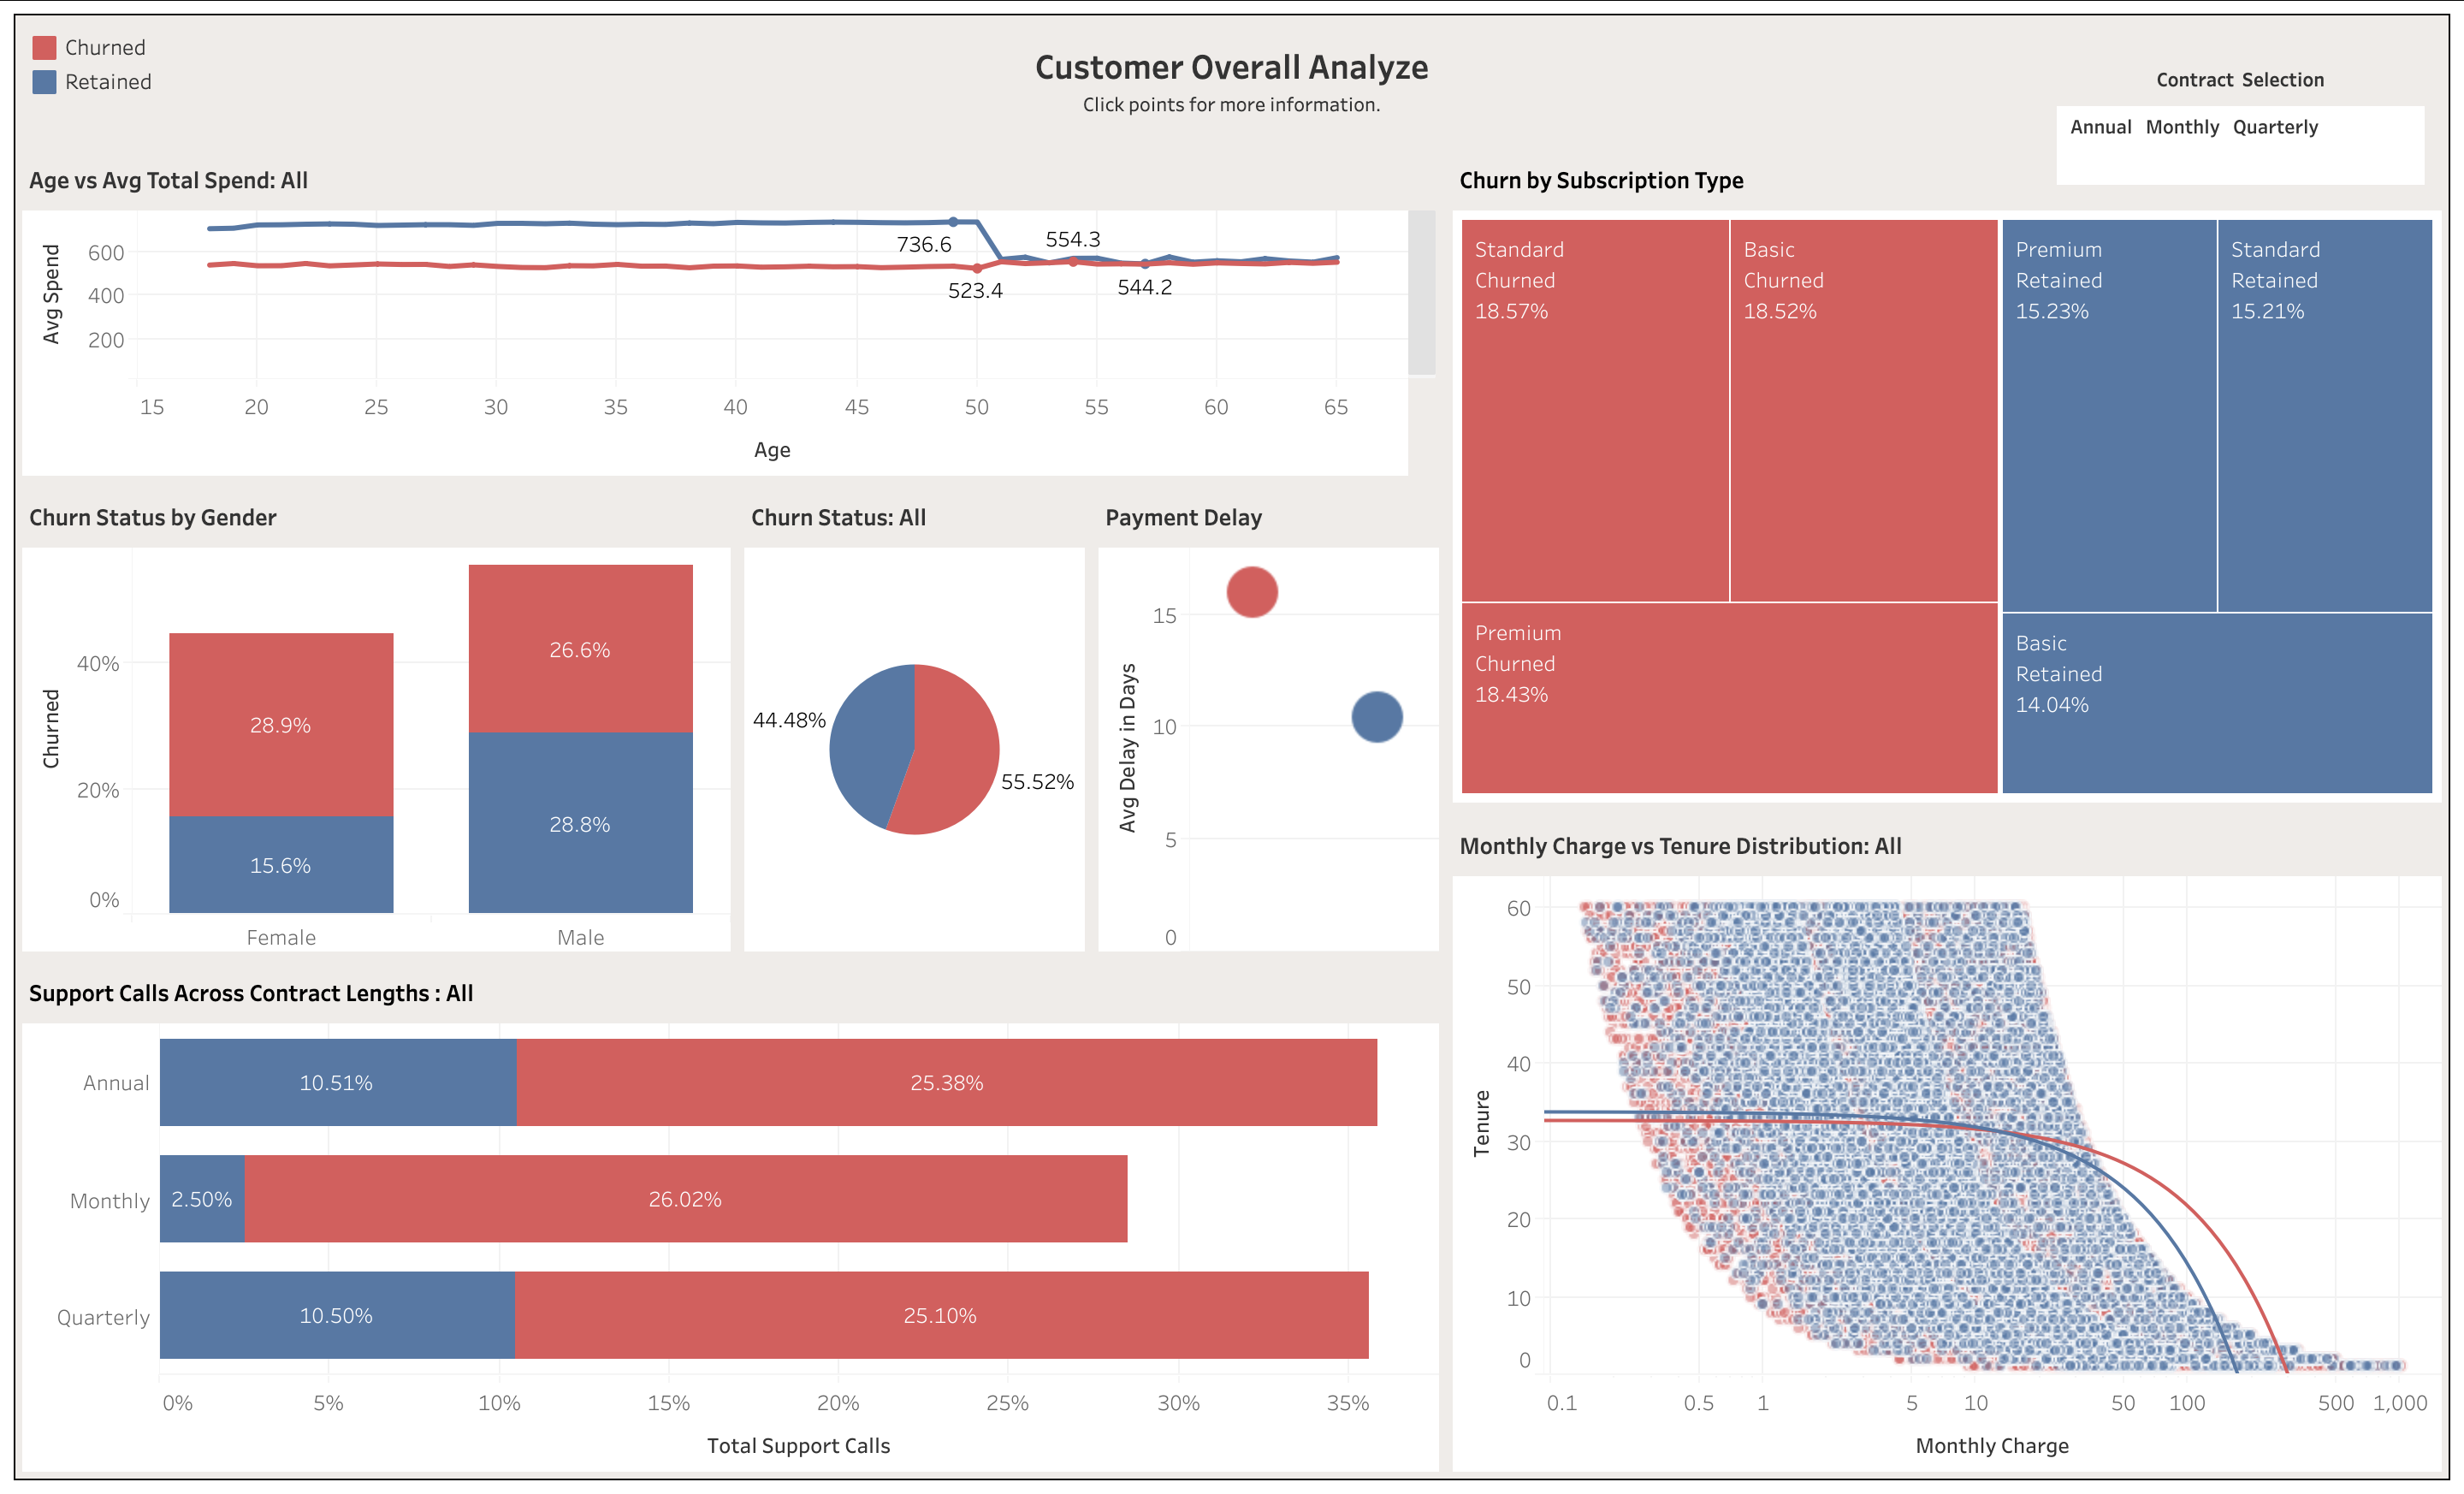 Churned
Retained
Customer Overall Analyze
Click points for more information.
Contract Selection
Annual Monthly Quarterly
Age vs Avg Total Spend: All
Avg Spend
600
400
200
736.6
554.3
523.4
544.2
15 20 25 30 35 40 45 50 55 60 65
Age
Churn by Subscription Type
Standard
Churned
18.57%
Basic
Churned
18.52%
Premium
Retained
15.23%
Standard
Retained
15.21%
Premium
Churned
18.43%
Basic
Retained
14.04%
Churn Status by Gender
Churned
40%
20%
0%
28.9%
15.6%
26.6%
28.8%
Female Male
Churn Status: All
44.48%
55.52%
Payment Delay
Avg Delay in Days
15
10
5
0
Support Calls Across Contract Lengths : All
Annual 10.51% 25.38%
Monthly 2.50% 26.02%
Quarterly 10.50% 25.10%
0% 5% 10% 15% 20% 25% 30% 35%
Total Support Calls
Monthly Charge vs Tenure Distribution: All
Tenure
60
50
40
30
20
10
0
0.1 0.5 1 5 10 50 100 500 1,000
Monthly Charge